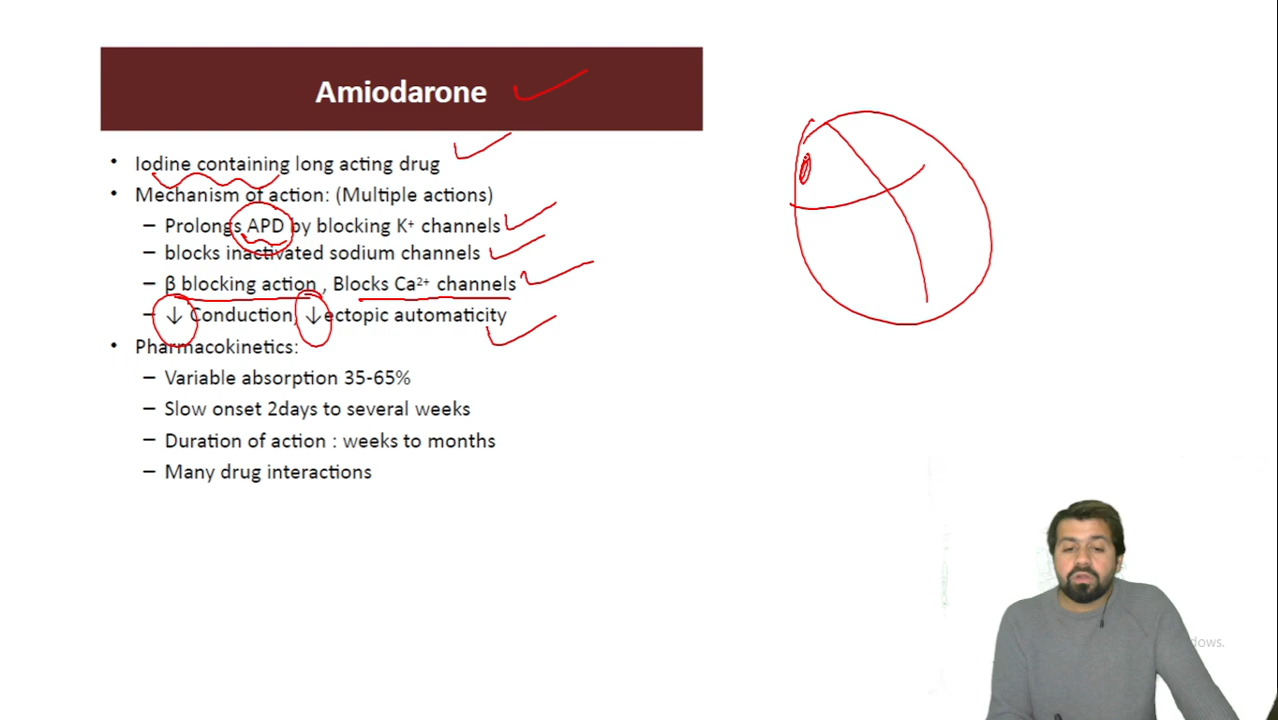 Amiodarone
• Iodine containing long acting drug
• Mechanism of action: (Multiple actions)
– Prolongs APD by blocking K⁺ channels
– blocks inactivated sodium channels
– β blocking action , Blocks Ca²⁺ channels
– ↓ Conduction, ↓ectopic automaticity
• Pharmacokinetics:
– Variable absorption 35-65%
– Slow onset 2days to several weeks
– Duration of action : weeks to months
– Many drug interactions
dows.